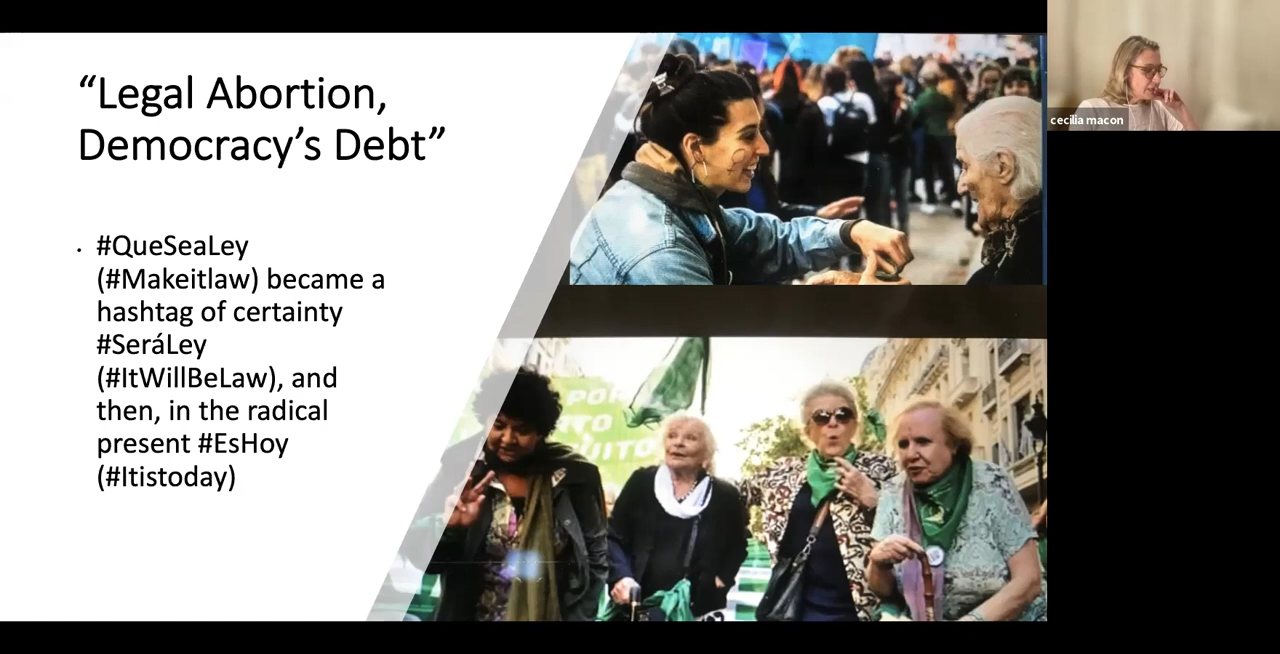 “Legal Abortion,
Democracy’s Debt”
· #QueSeaLey
(#Makeitlaw) became a
hashtag of certainty
#SeráLey
(#ItWillBeLaw), and
then, in the radical
present #EsHoy
(#Itistoday)
POR
cecilia macon